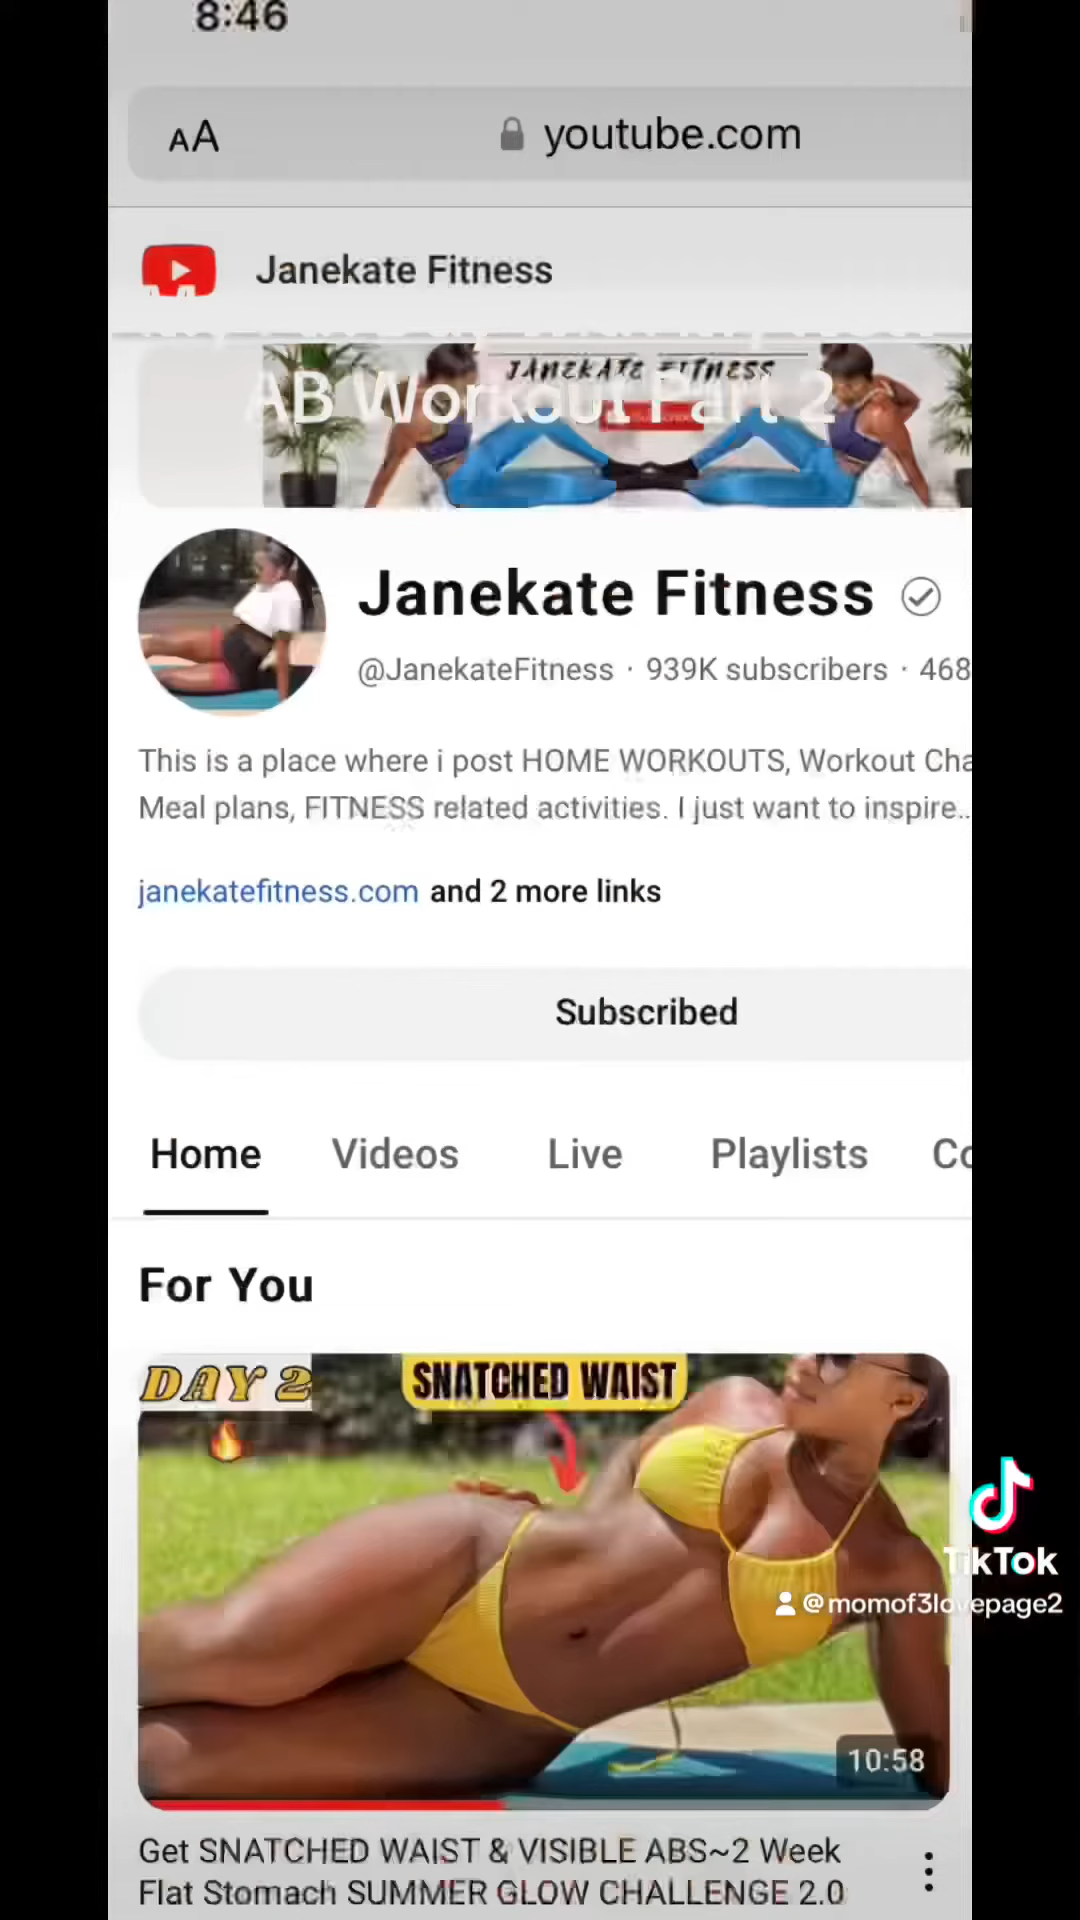 8:46
AA youtube.com
Janekate Fitness
JANEKATE FITNESS
AB Workout Part 2
Janekate Fitness
@JanekateFitness · 939K subscribers · 468
This is a place where i post HOME WORKOUTS, Workout Cha
Meal plans, FITNESS related activities. I just want to inspire...
janekatefitness.com and 2 more links
Subscribed
Home Videos Live Playlists Co
For You
DAY 2
SNATCHED WAIST
TikTok
@momof3lovepage2
10:58
Get SNATCHED WAIST & VISIBLE ABS~2 Week
Flat Stomach SUMMER GLOW CHALLENGE 2.0